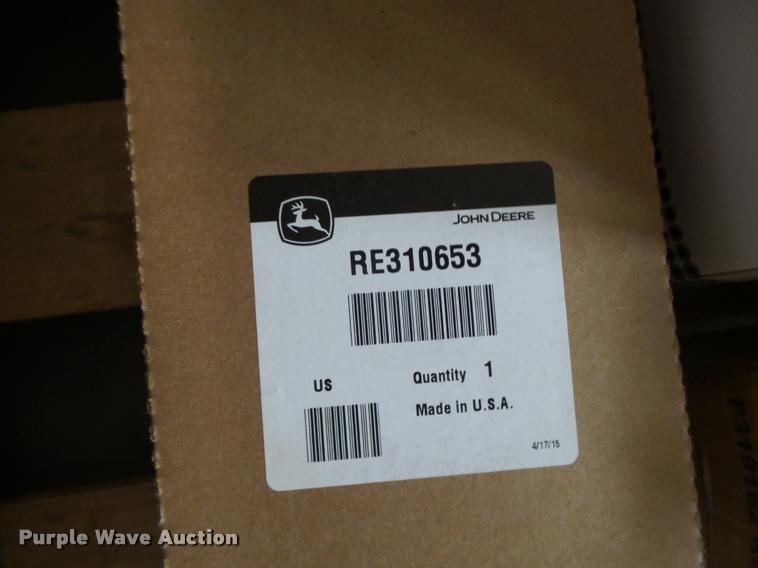 JOHN DEERE
RE310653
US
Quantity 1
Made in U.S.A.
4/17/15
Purple Wave Auction